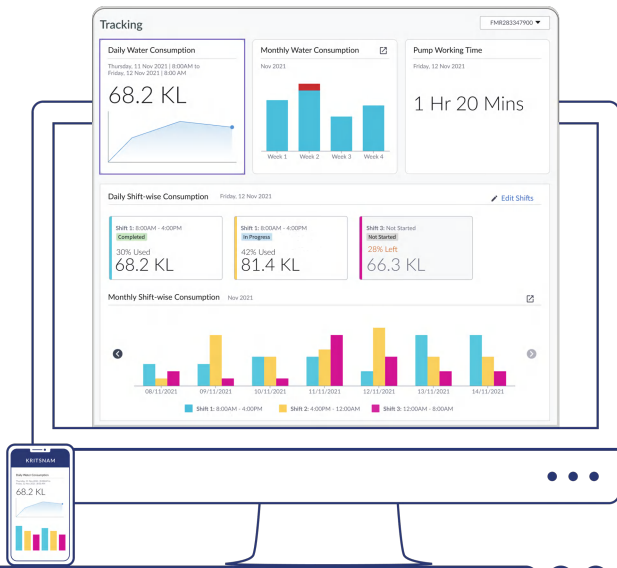 Tracking
FMR283347900
Daily Water Consumption
Thursday, 11 Nov 2021 | 8:00AM to
Friday, 12 Nov 2021 | 8:00 AM
68.2 KL
Monthly Water Consumption
Nov 2021
Week 1 Week 2 Week 3 Week 4
Pump Working Time
Friday, 12 Nov 2021
1 Hr 20 Mins
Daily Shift-wise Consumption Friday, 12 Nov 2021
Edit Shifts
Shift 1: 8:00AM - 4:00PM
Completed
30% Used
68.2 KL
Shift 1: 8:00AM - 4:00PM
In Progress
42% Used
81.4 KL
Shift 3: Not Started
Not Started
28% Left
66.3 KL
Monthly Shift-wise Consumption Nov 2021
08/11/2021 09/11/2021 10/11/2021 11/11/2021 12/11/2021 13/11/2021 14/11/2021
Shift 1: 8:00AM - 4:00PM Shift 2: 4:00PM - 12:00AM Shift 3: 12:00AM - 8:00AM
KRITSNAM
Daily Water Consumption
68.2 KL